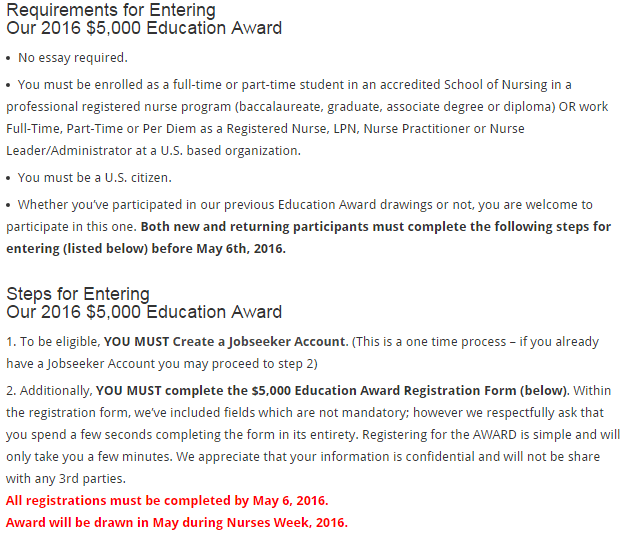 Requirements for Entering
Our 2016 $5,000 Education Award
• No essay required.
• You must be enrolled as a full-time or part-time student in an accredited School of Nursing in a
professional registered nurse program (baccalaureate, graduate, associate degree or diploma) OR work
Full-Time, Part-Time or Per Diem as a Registered Nurse, LPN, Nurse Practitioner or Nurse
Leader/Administrator at a U.S. based organization.
• You must be a U.S. citizen.
• Whether you've participated in our previous Education Award drawings or not, you are welcome to
participate in this one. Both new and returning participants must complete the following steps for
entering (listed below) before May 6th, 2016.
Steps for Entering
Our 2016 $5,000 Education Award
1. To be eligible, YOU MUST Create a Jobseeker Account. (This is a one time process – if you already
have a Jobseeker Account you may proceed to step 2)
2. Additionally, YOU MUST complete the $5,000 Education Award Registration Form (below). Within
the registration form, we've included fields which are not mandatory; however we respectfully ask that
you spend a few seconds completing the form in its entirety. Registering for the AWARD is simple and will
only take you a few minutes. We appreciate that your information is confidential and will not be share
with any 3rd parties.
All registrations must be completed by May 6, 2016.
Award will be drawn in May during Nurses Week, 2016.